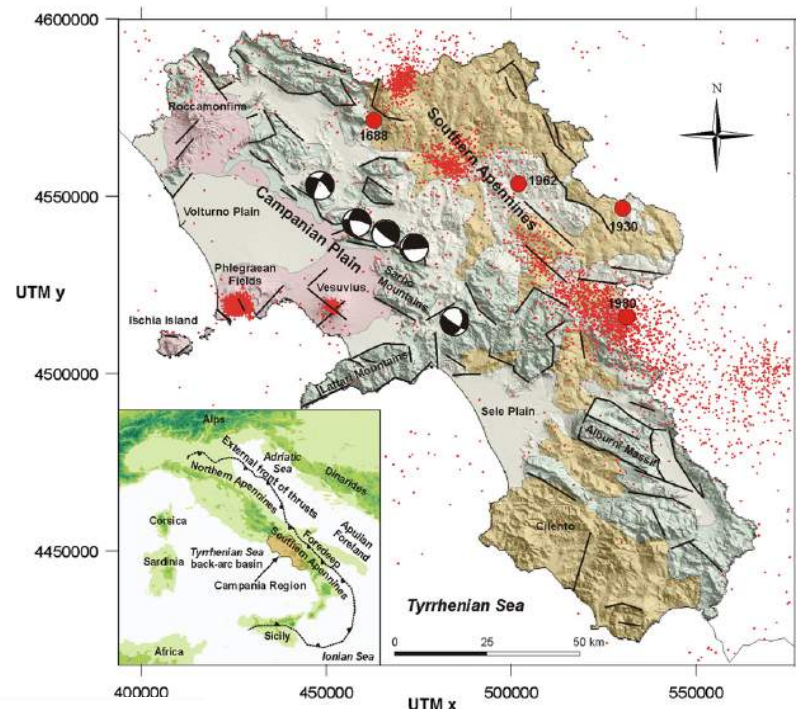 4600000
4550000
4500000
4450000
UTM y
400000
450000
500000
550000
UTM x
N
Roccamonfina
1688
Southern Apennines
1962
1930
Campanian Plain
Volturno Plain
Phlegraean
Fields
Vesuvius
Sarno
Mountains
1980
Ischia Island
Lattari Mountains
Sele Plain
Alburni Massif
Cilento
Tyrrhenian Sea
0
25
50 km
Alps
External front of thrusts
Adriatic
Sea
Dinarides
Northern Apennines
Corsica
Foredeep
Apulian
Foreland
Southern Apennines
Tyrrhenian Sea
back-arc basin
Sardinia
Campania Region
Sicily
Africa
Ionian Sea